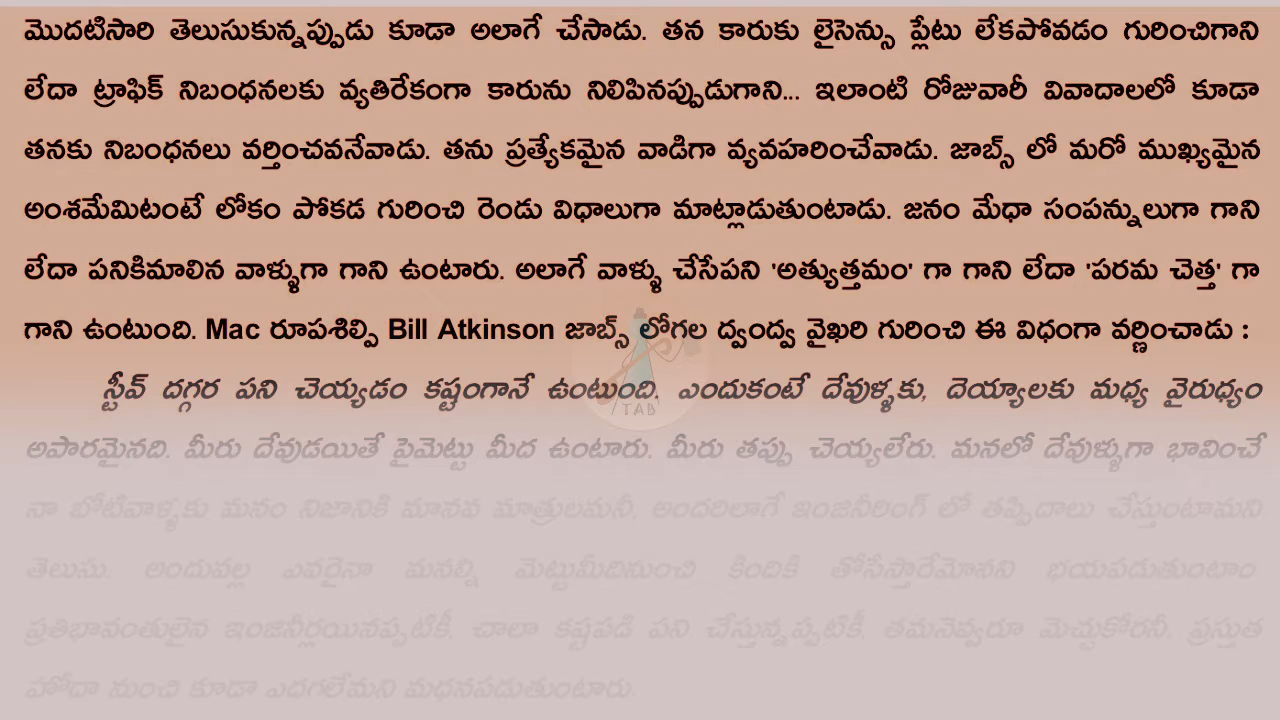 మొదటిసారి తెలుసుకున్నప్పుడు కూడా అలాగే చేసాడు. తన కారుకు లైసెన్సు ప్లేటు లేకపోవడం గురించిగాని
లేదా ట్రాఫిక్ నిబంధనలకు వ్యతిరేకంగా కారును నిలిపినప్పుడుగాని... ఇలాంటి రోజువారీ వివాదాలలో కూడా
తనకు నిబంధనలు వర్తించవనేవాడు. తను ప్రత్యేకమైన వాడిగా వ్యవహరించేవాడు. జాబ్స్ లో మరో ముఖ్యమైన
అంశమేమిటంటే లోకం పోకడ గురించి రెండు విధాలుగా మాట్లాడుతుంటాడు. జనం మేధా సంపన్నులుగా గాని
లేదా పనికిమాలిన వాళ్ళుగా గాని ఉంటారు. అలాగే వాళ్ళు చేసేపని 'అత్యుత్తమం' గా గాని లేదా 'పరమ చెత్త' గా
గాని ఉంటుంది. Mac రూపశిల్పి Bill Atkinson జాబ్స్ లోగల ద్వంద్వ వైఖరి గురించి ఈ విధంగా వర్ణించాడు :
స్టీవ్ దగ్గర పని చెయ్యడం కష్టంగానే ఉంటుంది. ఎందుకంటే దేవుళ్ళకు, దెయ్యాలకు మధ్య వైరుధ్యం
అపారమైనది. మీరు దేవుడయితే పైమెట్టు మీద ఉంటారు. మీరు తప్పు చెయ్యలేరు. మనలో దేవుళ్ళుగా భావించే
నా బోటివాళ్ళకు మనం నిజానికి మానవ మాత్రులమనీ, అందరిలాగే ఇంజినీరింగ్ లో తప్పిదాలు చేస్తుంటామని
తెలుసు. అందువల్ల ఎవరైనా మనల్ని మెట్టుమీదినుంచి కిందికి తోసేస్తారేమోనని భయపడుతుంటాం
ప్రతిభావంతులైన ఇంజినీర్లయినప్పటికీ, చాలా కష్టపడి పని చేస్తున్నప్పటికీ, తమనెవ్వరూ మెచ్చుకోరనీ, ప్రస్తుత
హోదా నుంచి కూడా ఎదగలేమని మధనపడుతుంటారు.
TAB